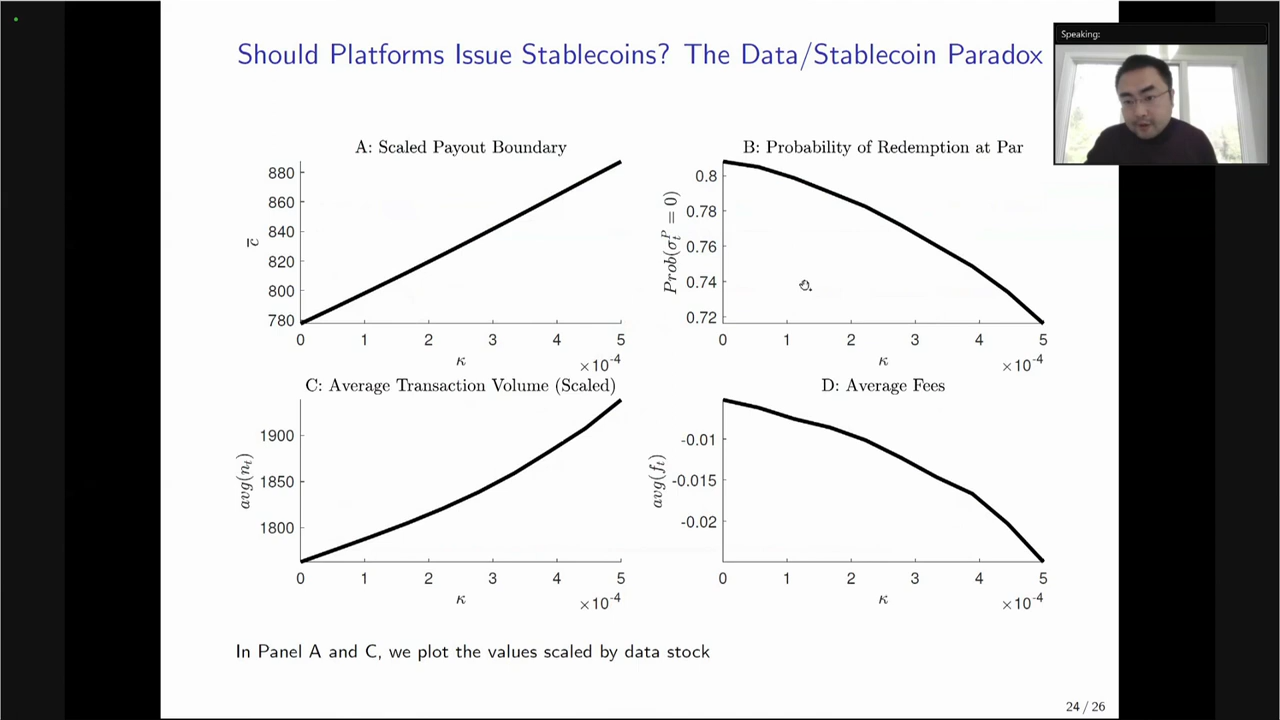 Should Platforms Issue Stablecoins? The Data/Stablecoin Paradox
Speaking:
A: Scaled Payout Boundary
880
860
840
820
800
780
c̅
0 1 2 3 4 5
κ
×10⁻⁴
B: Probability of Redemption at Par
0.8
0.78
0.76
0.74
0.72
Prob(σₜᴾ = 0)
0 1 2 3 4 5
κ
×10⁻⁴
C: Average Transaction Volume (Scaled)
1900
1850
1800
avg(nₜ)
0 1 2 3 4 5
κ
×10⁻⁴
D: Average Fees
-0.01
-0.015
-0.02
avg(fₜ)
0 1 2 3 4 5
κ
×10⁻⁴
In Panel A and C, we plot the values scaled by data stock
24 / 26